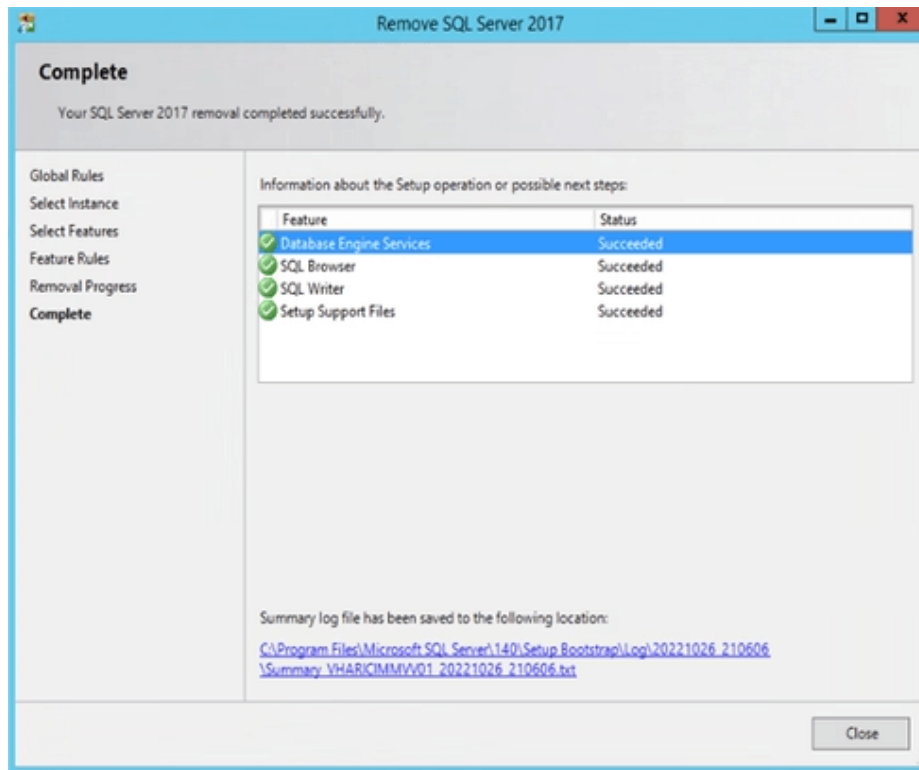 Remove SQL Server 2017
Complete
Your SQL Server 2017 removal completed successfully.
Global Rules
Select Instance
Select Features
Feature Rules
Removal Progress
Complete
Information about the Setup operation or possible next steps:
Feature Status
Database Engine Services Succeeded
SQL Browser Succeeded
SQL Writer Succeeded
Setup Support Files Succeeded
Summary log file has been saved to the following location:
C:\Program Files\Microsoft SQL Server\140\Setup Bootstrap\Log\20221026_210606
\Summary_VHARICIMMVV01_20221026_210606.txt
Close